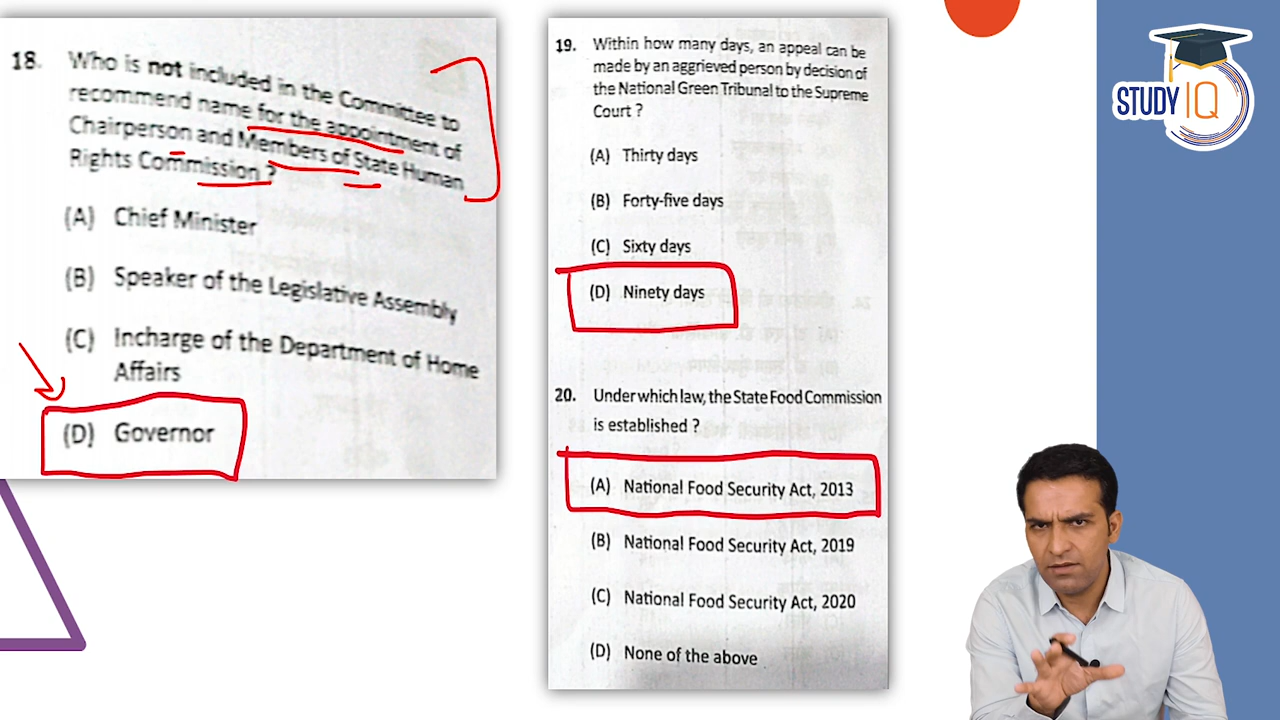 18. Who is not included in the Committee to
recommend name for the appointment of
Chairperson and Members of State Human
Rights Commission ?
(A) Chief Minister
(B) Speaker of the Legislative Assembly
(C) Incharge of the Department of Home
Affairs
(D) Governor
19. Within how many days, an appeal can be
made by an aggrieved person by decision of
the National Green Tribunal to the Supreme
Court ?
(A) Thirty days
(B) Forty-five days
(C) Sixty days
(D) Ninety days
20. Under which law, the State Food Commission
is established ?
(A) National Food Security Act, 2013
(B) National Food Security Act, 2019
(C) National Food Security Act, 2020
(D) None of the above
STUDY IQ